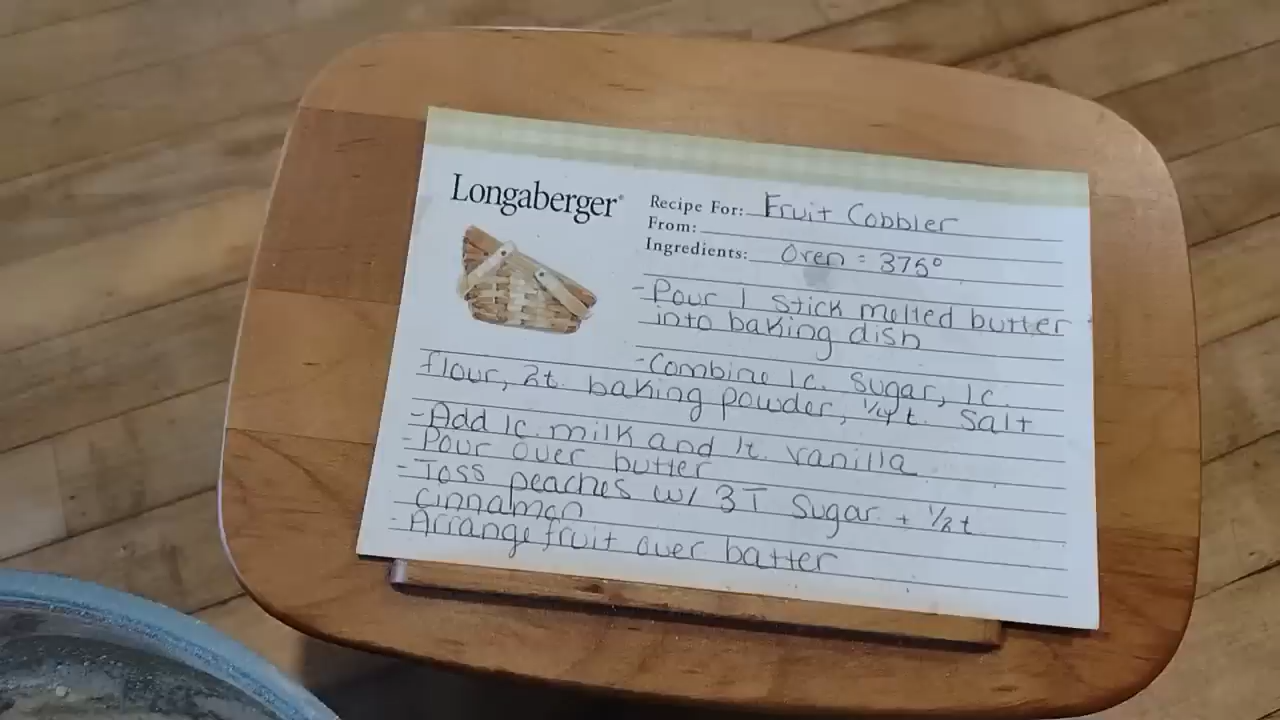 Longaberger®
Recipe For: Fruit Cobbler
From:
Ingredients: Oven = 375°
- Pour 1 stick melted butter
into baking dish
- Combine 1c. sugar, 1c.
flour, 2t. baking powder, 1/4 t. salt
- Add 1c. milk and 1t. vanilla
- Pour over butter
- Toss peaches w/ 3T sugar + 1/2 t
cinnamon
- Arrange fruit over batter